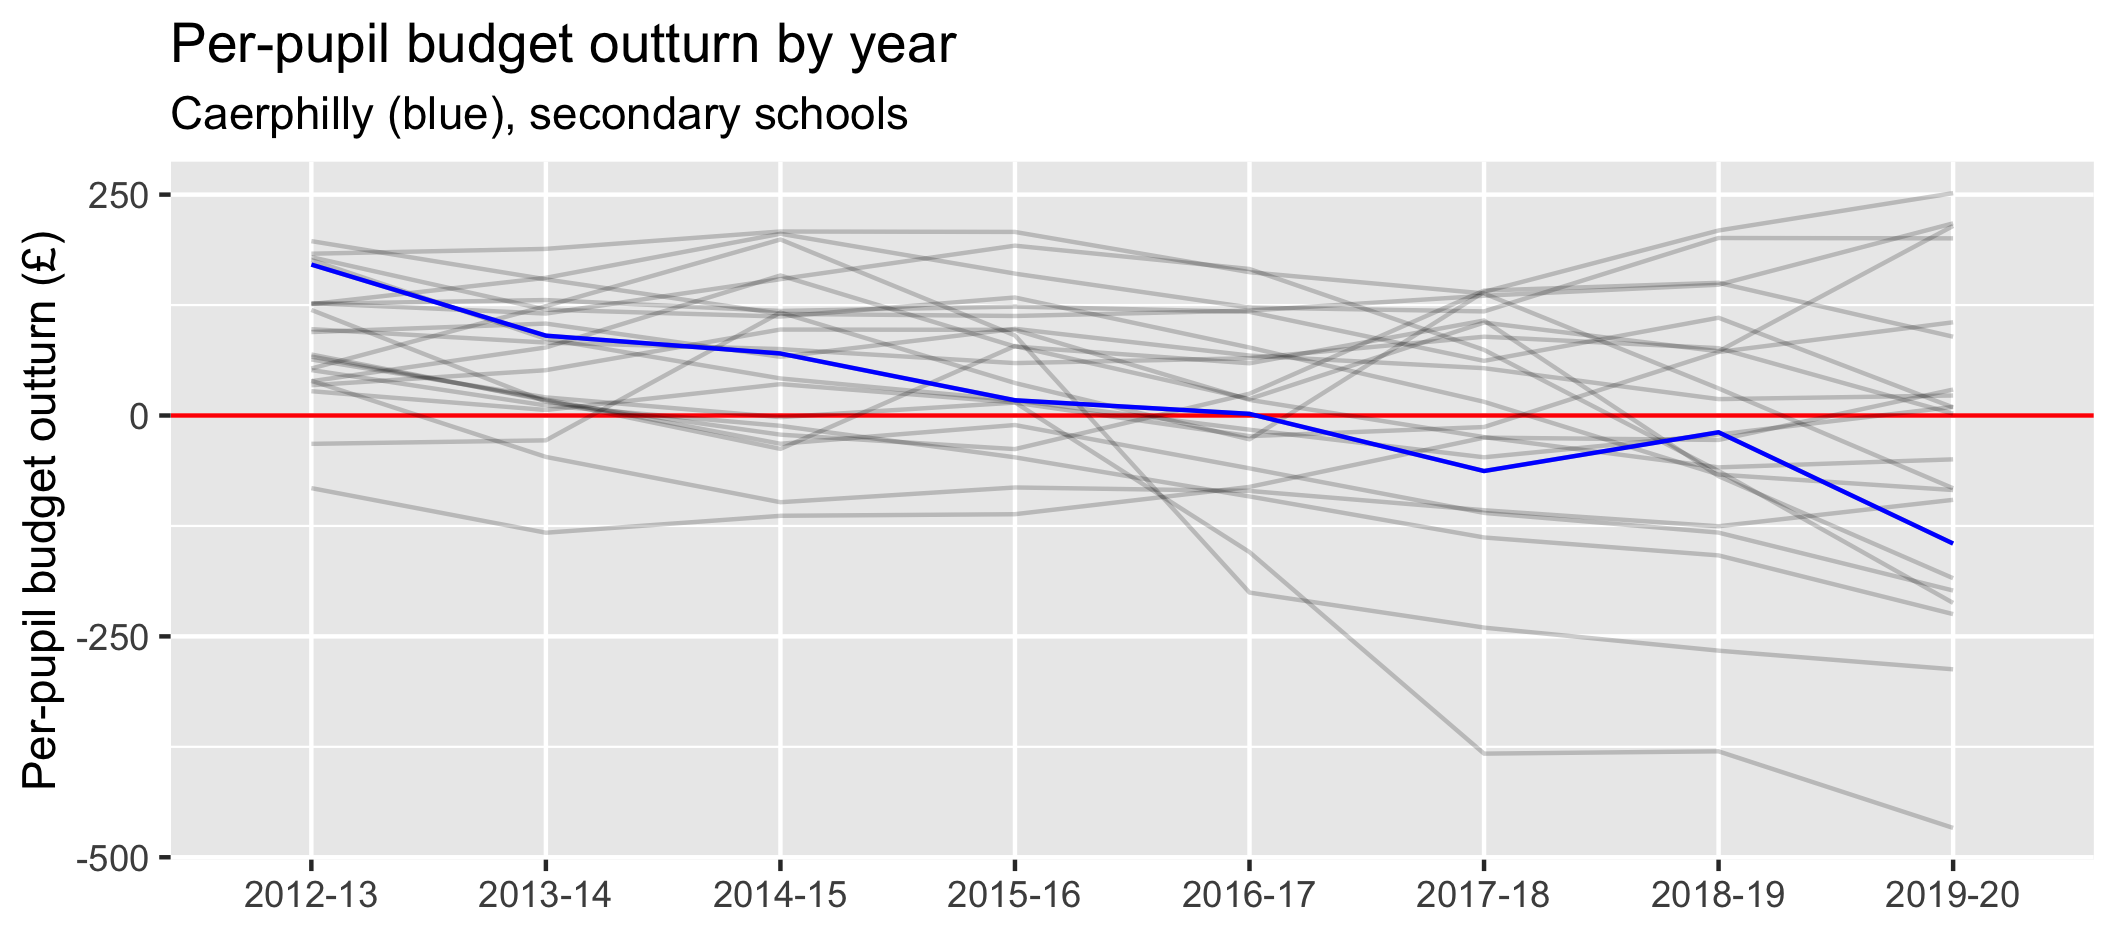 Per-pupil budget outturn by year
Caerphilly (blue), secondary schools
Per-pupil budget outturn (£)
250
0
-250
-500
2012-13 2013-14 2014-15 2015-16 2016-17 2017-18 2018-19 2019-20